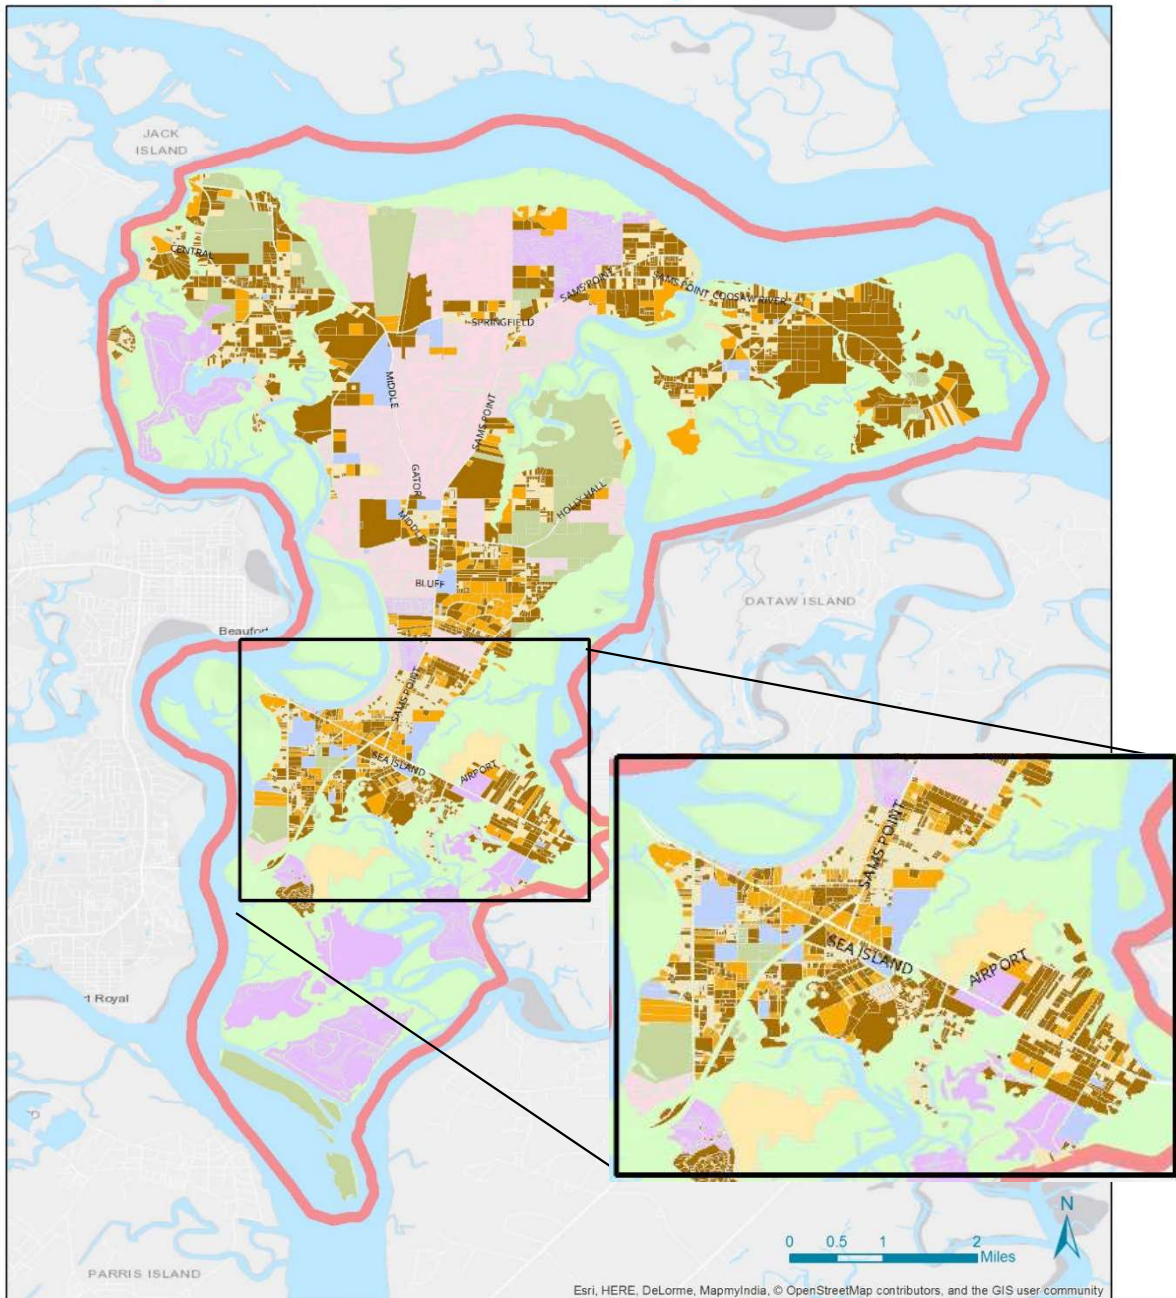 JACK
ISLAND
CENTRAL
SAMS POINT
SAMS POINT COOSAW RIVER
SPRINGFIELD
MIDDLE
SAMS POINT
GATOR
HOLLY HALL
MIDDLE
BLUFF
DATAW ISLAND
Beaufort
SAMS POINT
SEA ISLAND
AIRPORT
SAMS POINT
SEA ISLAND
AIRPORT
rt Royal
PARRIS ISLAND
N
0 0.5 1 2
Miles
Esri, HERE, DeLorme, MapmyIndia, © OpenStreetMap contributors, and the GIS user community